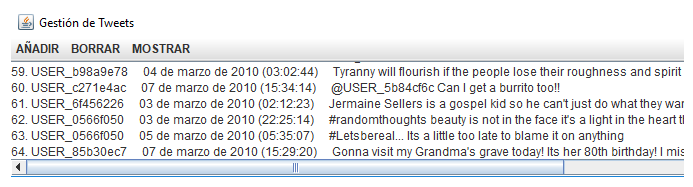 Gestión de Tweets
AÑADIR BORRAR MOSTRAR
59. USER_b98a9e78 04 de marzo de 2010 (03:02:44) Tyranny will flourish if the people lose their roughness and spirit
60. USER_c271e4ac 07 de marzo de 2010 (15:34:14) @USER_5b84cf6c Can I get a burrito too!!
61. USER_6f456226 03 de marzo de 2010 (02:12:23) Jermaine Sellers is a gospel kid so he can't just do what they wan
62. USER_0566f050 03 de marzo de 2010 (22:25:14) #randomthoughts beauty is not in the face it's a light in the heart th
63. USER_0566f050 05 de marzo de 2010 (05:35:07) #Letsbereal... Its a little too late to blame it on anything
64. USER_85b30ec7 07 de marzo de 2010 (15:29:20) Gonna visit my Grandma's grave today! Its her 80th birthday! I mis